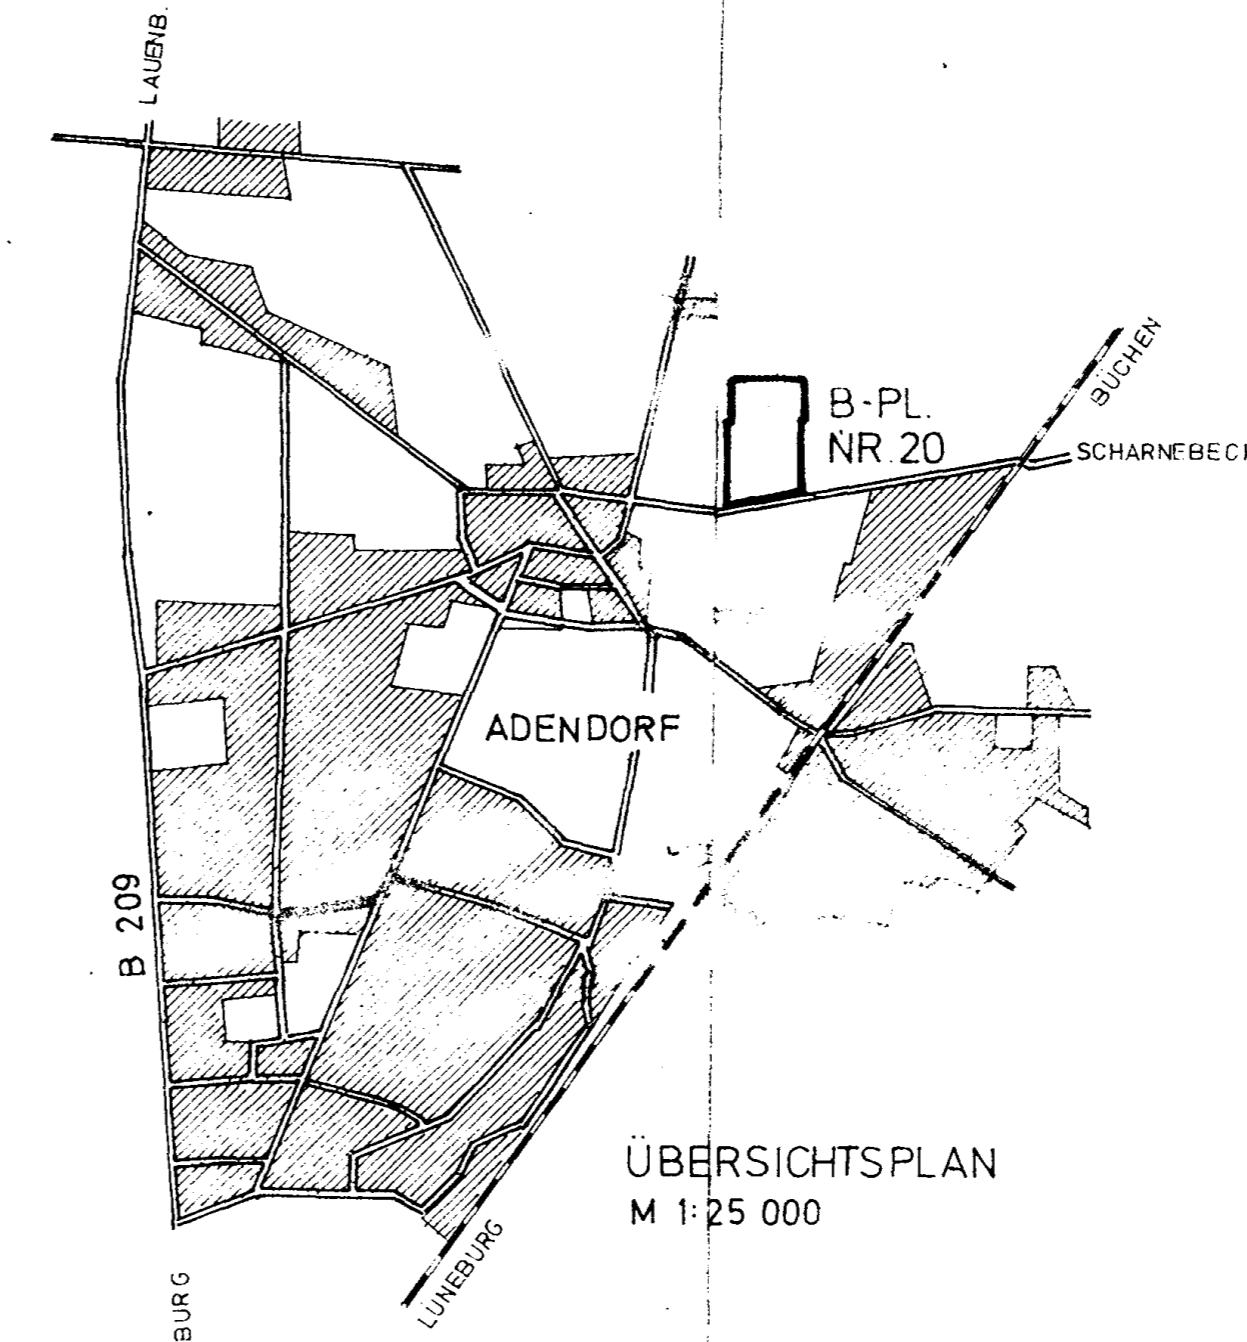 LAUENB.
BÜCHEN
B-PL.
NR. 20
SCHARNEBECK
ADENDORF
B 209
ÜBERSICHTSPLAN
M 1:25 000
LÜNEBURG
BURG